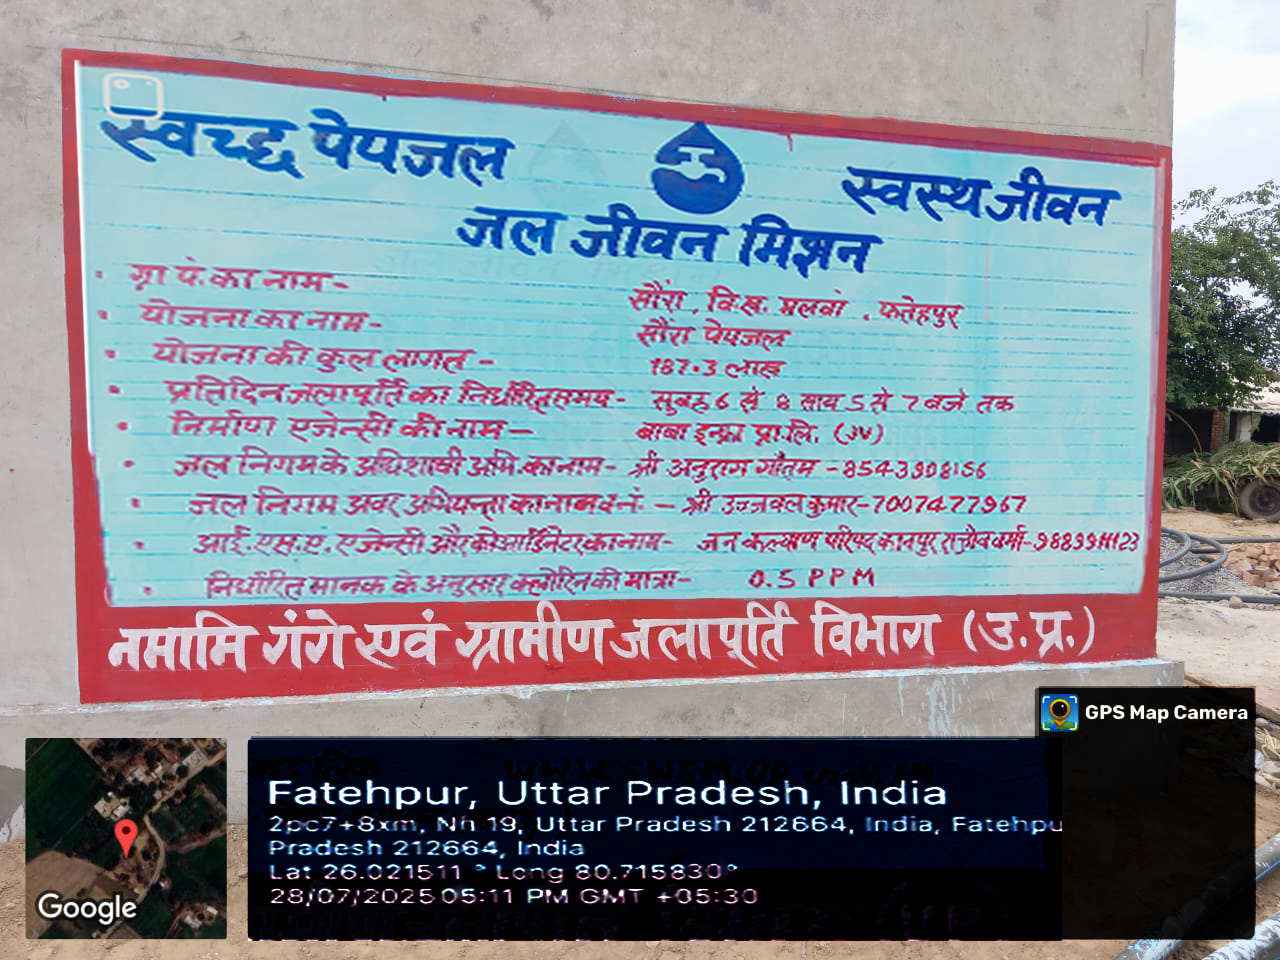 स्वच्छ पेयजल
स्वस्थ जीवन
जल जीवन मिशन
ग्रा पं. का नाम- सौंरा, वि.ख. मलवां, फतेहपुर
योजना का नाम- सौंरा पेयजल
योजना की कुल लागत - 187.3 लाख
प्रतिदिन जलापूर्ति का निर्धारित समय- सुबह 6 से 8 सायं 5 से 7 बजे तक
निर्माण एजेन्सी की नाम - बाबा इन्फ्रा प्रा.लि. (JV)
जल निगम के अधिशाषी अभि. का नाम- श्री अनुराग गौतम - 8543908156
जल निगम अवर अभियन्ता का नाम व नं: - श्री उज्जवल कुमार-7007477967
आई.एस.ए. एजेन्सी और कोआर्डिनेटर का नाम- जन कल्याण परिषद कानपुर राजीव वर्मा-
निर्धारित मानक के अनुसार क्लोरिन की मात्रा- 0.5 PPM
नमामि गंगे एवं ग्रामीण जलापूर्ति विभाग (उ.प्र.)
GPS Map Camera
Fatehpur, Uttar Pradesh, India
2pc7+8xm, Nh 19, Uttar Pradesh 212664, India, Fatehpu
Pradesh 212664, India
Lat 26.021511 ° Long 80.715830°
28/07/2025 05:11 PM GMT +05:30
Google